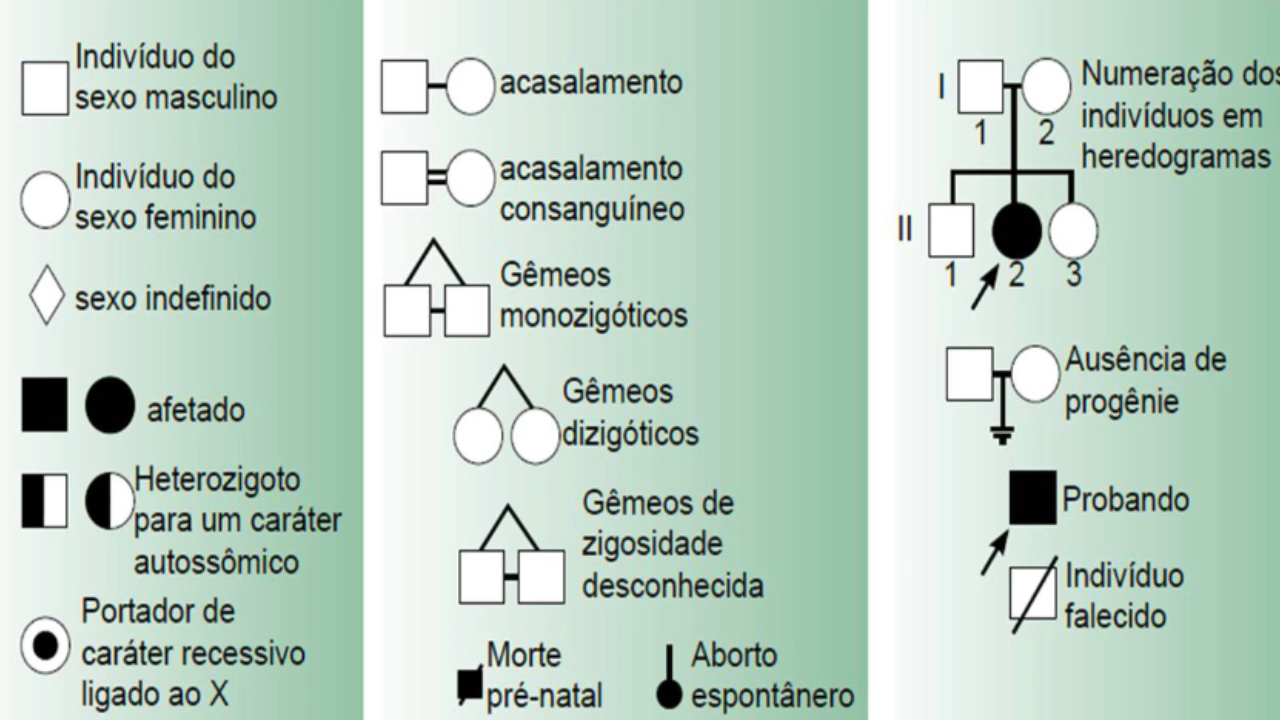 Indivíduo do
sexo masculino
Indivíduo do
sexo feminino
sexo indefinido
afetado
Heterozigoto
para um caráter
autossômico
Portador de
caráter recessivo
ligado ao X
acasalamento
acasalamento
consanguíneo
Gêmeos
monozigóticos
Gêmeos
dizigóticos
Gêmeos de
zigosidade
desconhecida
Morte
pré-natal
Aborto
espontânero
I
1 2
Numeração dos
indivíduos em
heredogramas
II
1 2 3
Ausência de
progênie
Probando
Indivíduo
falecido